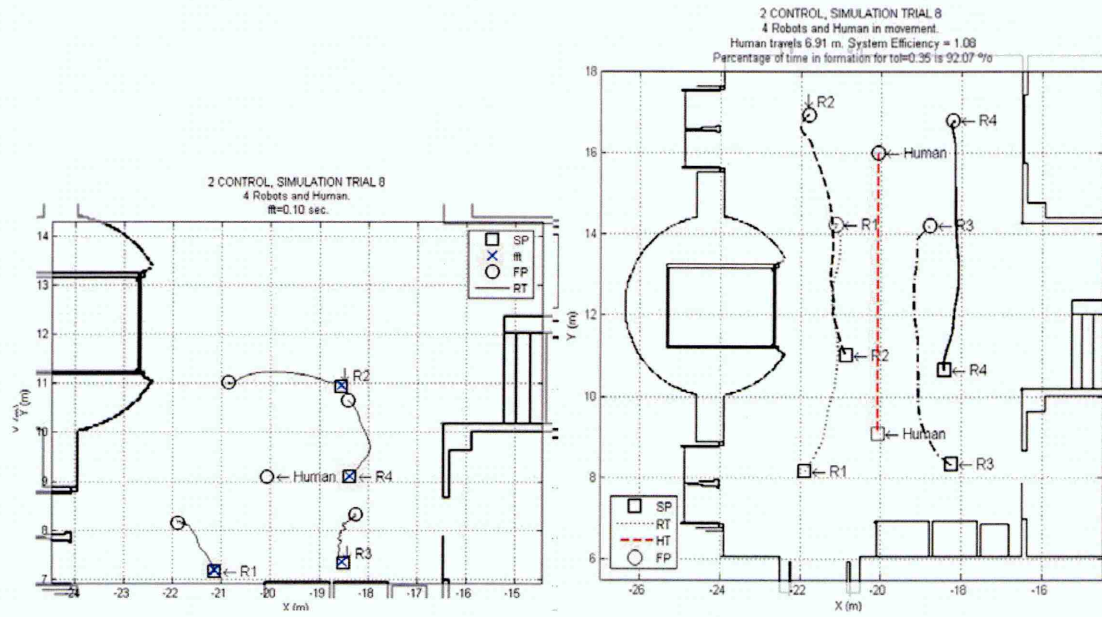 2 CONTROL, SIMULATION TRIAL 8
4 Robots and Human.
fft=0.10 sec.
14
13
12
11
10
9
8
7
Y (m)
SP
fft
FP
RT
R2
R4
Human
R3
R1
-24
-23
-22
-21
-20
-19
-18
-17
-16
-15
X (m)
2 CONTROL, SIMULATION TRIAL 8
4 Robots and Human in movement.
Human travels 6.91 m. System Efficiency = 1.08
Percentage of time in formation for tol=0.35 is 92.07 %
18
16
14
12
10
8
6
Y (m)
R2
R4
Human
R1
R3
R2
R4
Human
R1
R3
SP
RT
HT
FP
-26
-24
-22
-20
-18
-16
-14
X (m)